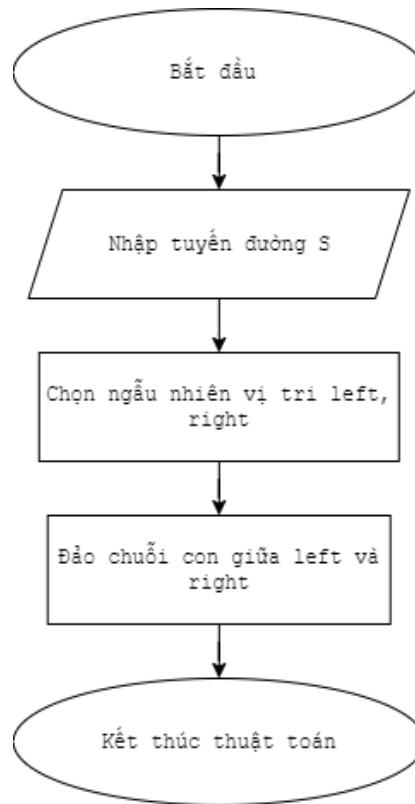 Bắt đầu
Nhập tuyến đường S
Chọn ngẫu nhiên vị tri left,
right
Đảo chuỗi con giữa left và
right
Kết thúc thuật toán